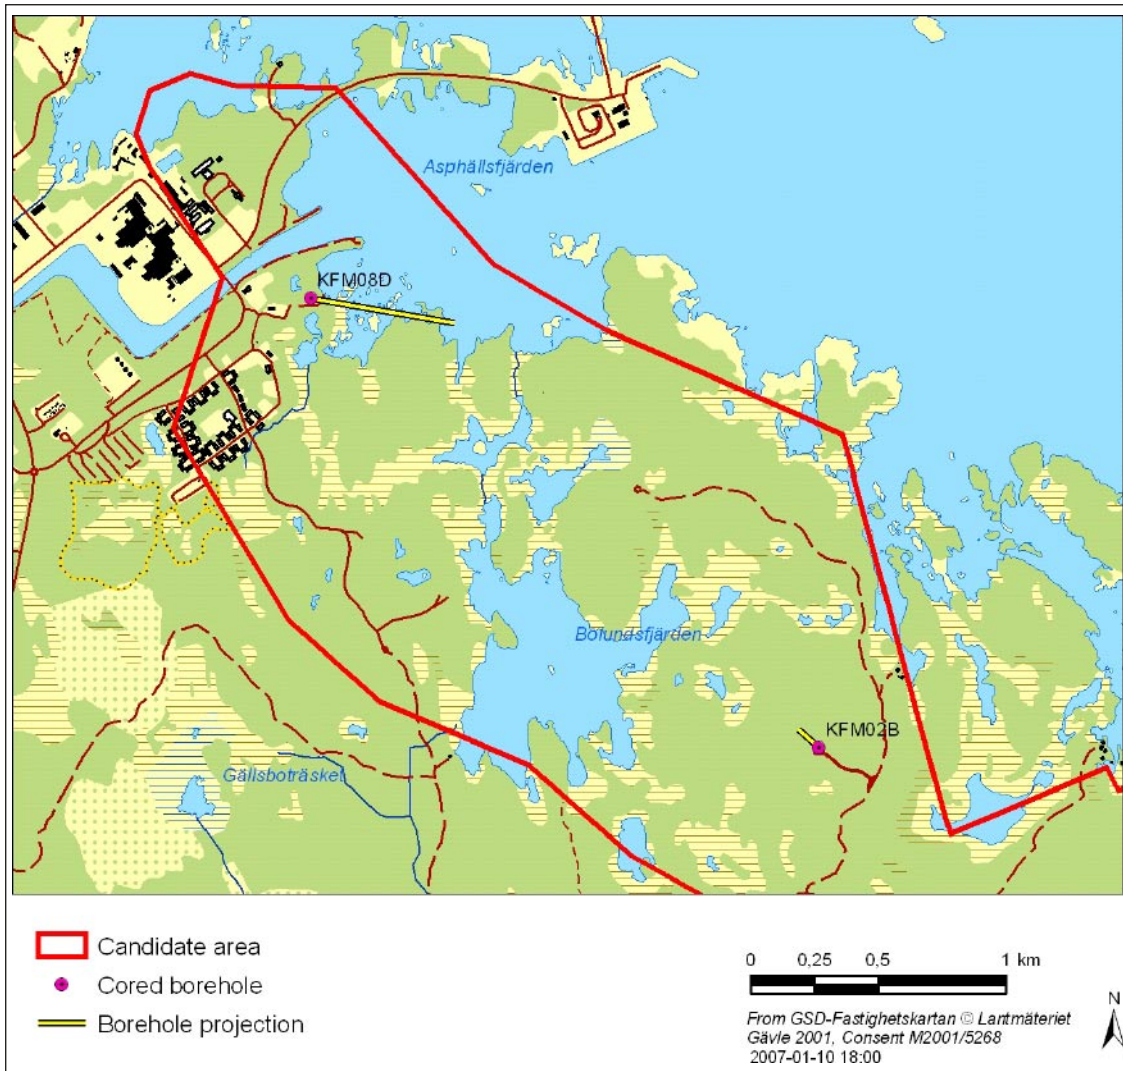 Asphällsfjärden
KFM08D
Bolundsfjärden
KFM02B
Gällsboträsket
Candidate area
Cored borehole
Borehole projection
0 0,25 0,5 1 km
From GSD-Fastighetskartan © Lantmäteriet
Gävle 2001, Consent M2001/5268
2007-01-10 18:00
N